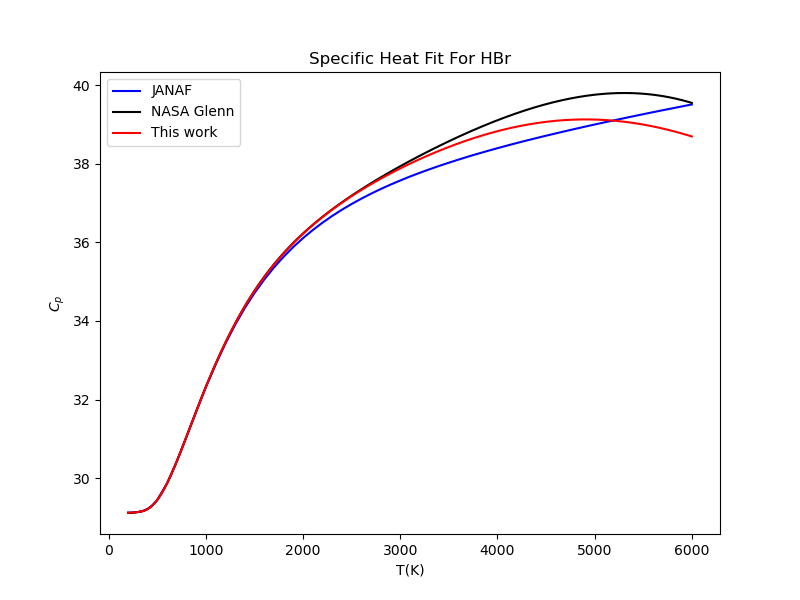 Specific Heat Fit For HBr
JANAF
NASA Glenn
This work
40
38
36
34
32
30
C_p
0 1000 2000 3000 4000 5000 6000
T(K)